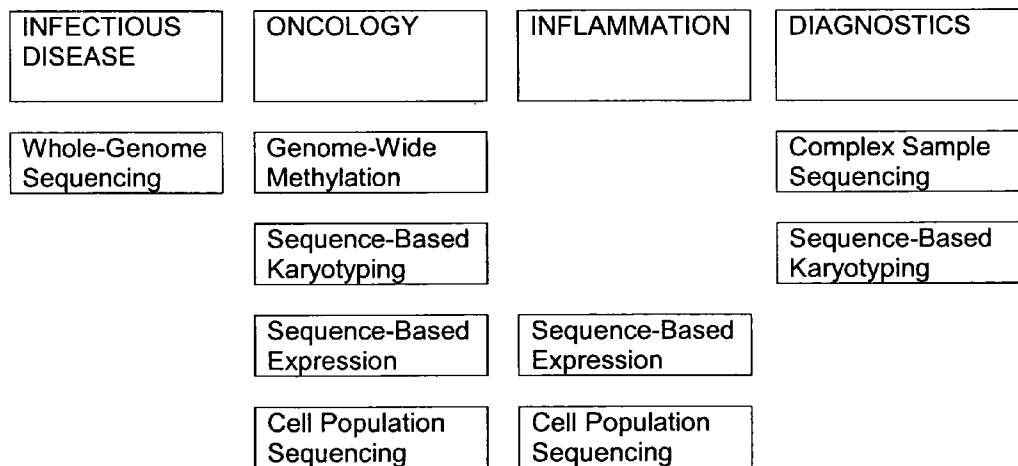 INFECTIOUS
DISEASE
ONCOLOGY
INFLAMMATION
DIAGNOSTICS
Whole-Genome
Sequencing
Genome-Wide
Methylation
Complex Sample
Sequencing
Sequence-Based
Karyotyping
Sequence-Based
Karyotyping
Sequence-Based
Expression
Sequence-Based
Expression
Cell Population
Sequencing
Cell Population
Sequencing